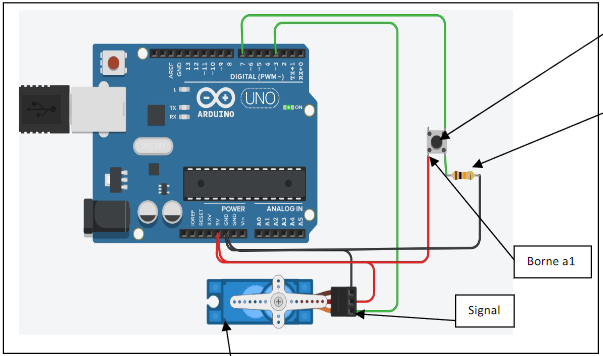 AREF
GND
13
12
~11
~10
~9
8
7
~6
~5
4
~3
2
TX→1
RX←0
DIGITAL (PWM~)
L
TX
RX
ARDUINO
UNO
ON
POWER
ANALOG IN
IOREF
RESET
3.3V
5V
GND
GND
Vin
A0
A1
A2
A3
A4
A5
Borne a1
Signal